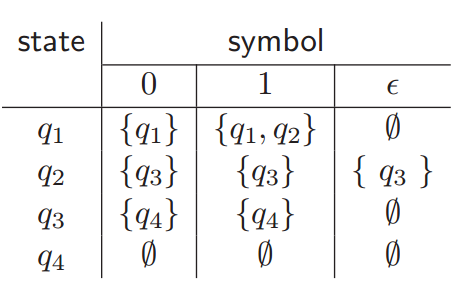 state symbol
0 1 ϵ
q₁ {q₁} {q₁, q₂} ∅
q₂ {q₃} {q₃} { q₃ }
q₃ {q₄} {q₄} ∅
q₄ ∅ ∅ ∅